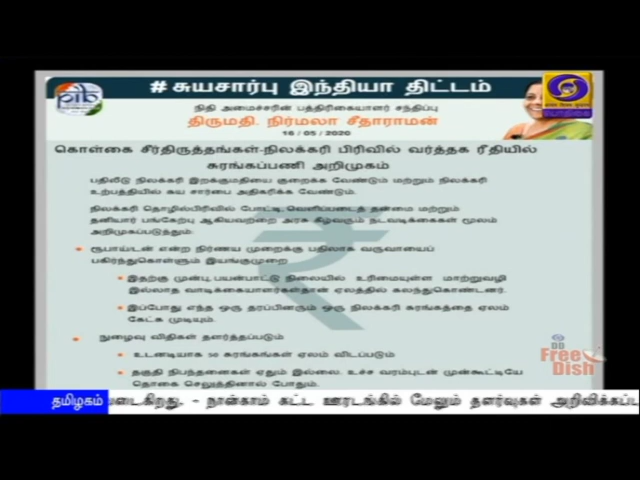 pib
#சுயசார்பு இந்தியா திட்டம்
நிதி அமைச்சரின் பத்திரிகையாளர் சந்திப்பு
திருமதி. நிர்மலா சீதாராமன்
16 / 05 / 2020
பொதிகை
கொள்கை சீர்திருத்தங்கள்-நிலக்கரி பிரிவில் வர்த்தக ரீதியில்
சுரங்கப்பணி அறிமுகம்
பதிலீடு நிலக்கரி இறக்குமதியை குறைக்க வேண்டும் மற்றும் நிலக்கரி
உற்பத்தியில் சுய சார்பை அதிகரிக்க வேண்டும்.
நிலக்கரி தொழில்பிரிவில் போட்டி, வெளிப்படைத் தன்மை மற்றும்
தனியார் பங்கேற்பு ஆகியவற்றை அரசு கீழ்வரும் நடவடிக்கைகள் மூலம்
அறிமுகப்படுத்தும்:
ரூபாய்/டன் என்ற நிர்ணய முறைக்கு பதிலாக வருவாயைப்
பகிர்ந்துகொள்ளும் இயங்குமுறை
இதற்கு முன்பு, பயன்பாட்டு நிலையில் உரிமையுள்ள மாற்றுவழி
இல்லாத வாடிக்கையாளர்கள்தான் ஏலத்தில் கலந்துகொண்டனர்.
இப்போது எந்த ஒரு தரப்பினரும் ஒரு நிலக்கரி சுரங்கத்தை ஏலம்
கேட்க முடியும்.
நுழைவு விதிகள் தளர்த்தப்படும்
உடனடியாக 50 சுரங்கங்கள் ஏலம் விடப்படும்
தகுதி நிபந்தனைகள் ஏதும் இல்லை. உச்ச வரம்புடன் முன்கூட்டியே
தொகை செலுத்தினால் போதும்.
DD
Free
Dish
தமிழகம் டைகிறது. - நான்காம் கட்ட ஊரடங்கில் மேலும் தளர்வுகள் அறிவிக்கப்ப